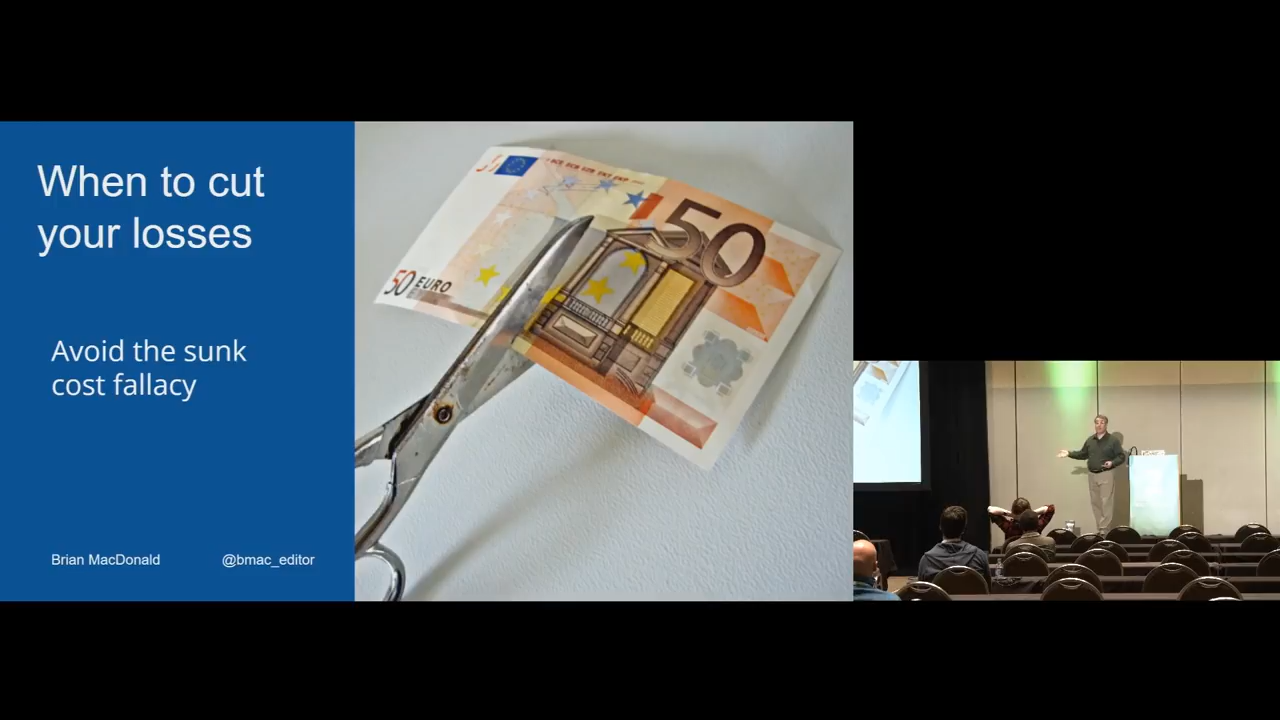 When to cut
your losses
Avoid the sunk
cost fallacy
Brian MacDonald
@bmac_editor
50
50 EURO